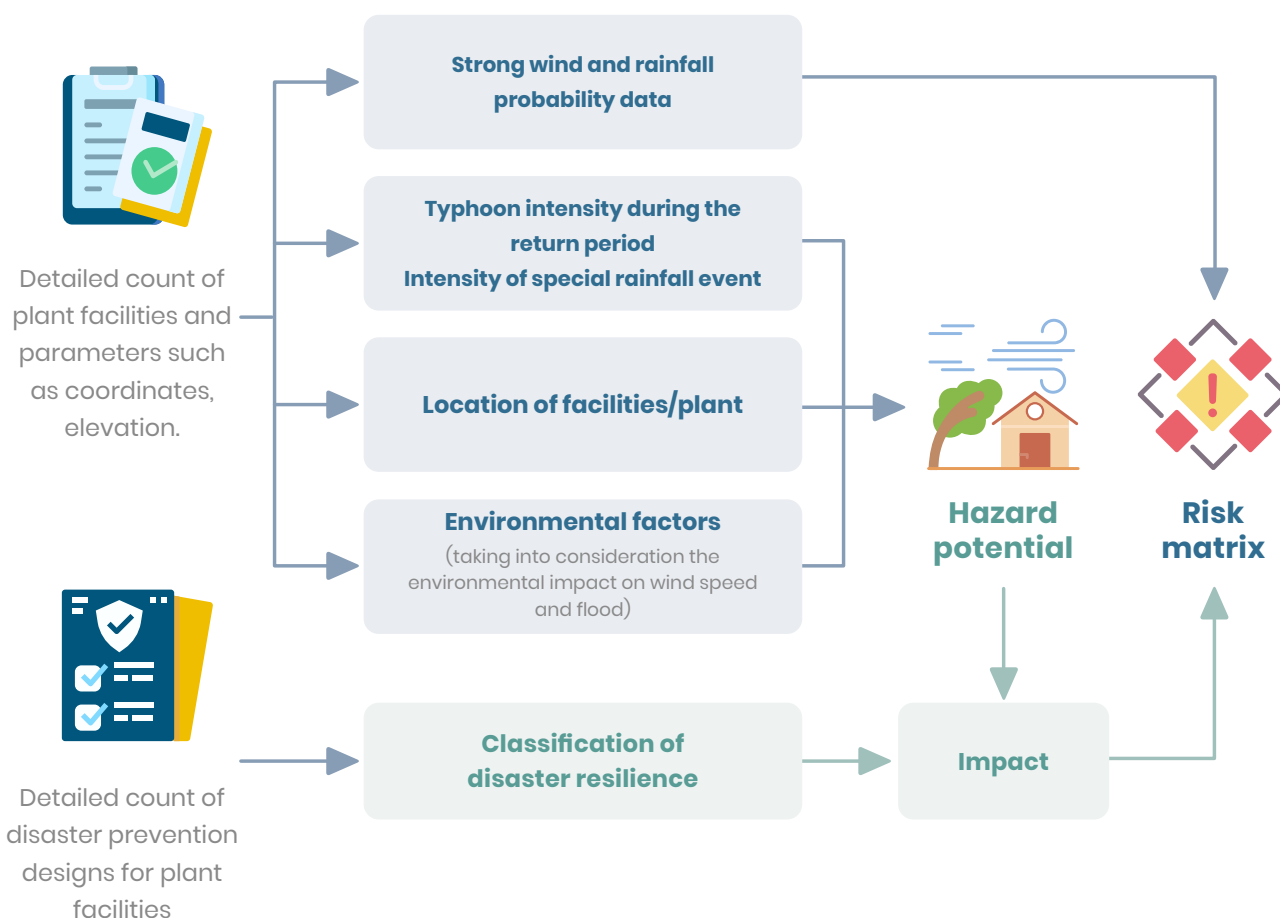 Strong wind and rainfall
probability data
Typhoon intensity during the
return period
Intensity of special rainfall event
Detailed count of
plant facilities and
parameters such
as coordinates,
elevation.
Location of facilities/plant
Environmental factors
(taking into consideration the
environmental impact on wind speed
and flood)
Hazard
potential
Risk
matrix
Classification of
disaster resilience
Impact
Detailed count of
disaster prevention
designs for plant
facilities